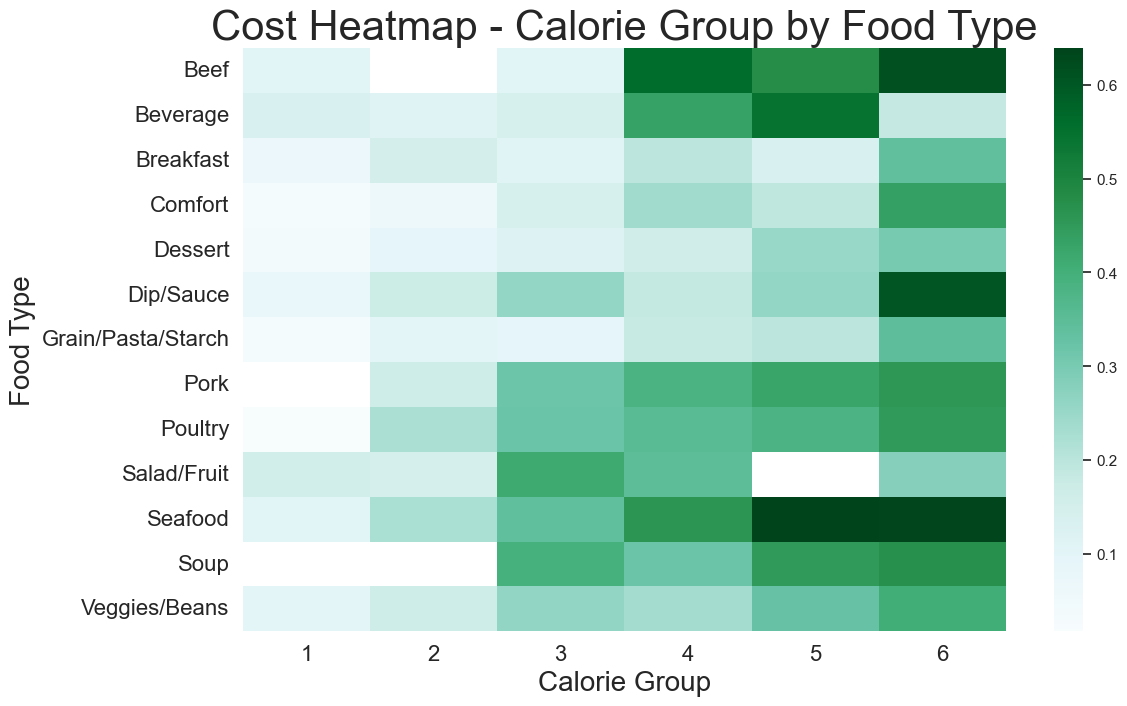 Cost Heatmap - Calorie Group by Food Type
Food Type
Beef
Beverage
Breakfast
Comfort
Dessert
Dip/Sauce
Grain/Pasta/Starch
Pork
Poultry
Salad/Fruit
Seafood
Soup
Veggies/Beans
1 2 3 4 5 6
Calorie Group
0.6
0.5
0.4
0.3
0.2
0.1